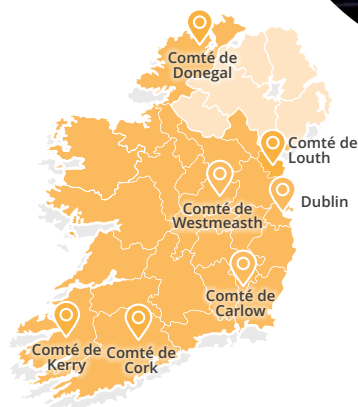 Comté de
Donegal
Comté de
Louth
Dublin
Comté de
Westmeasth
Comté de
Carlow
Comté de
Kerry
Comté de
Cork